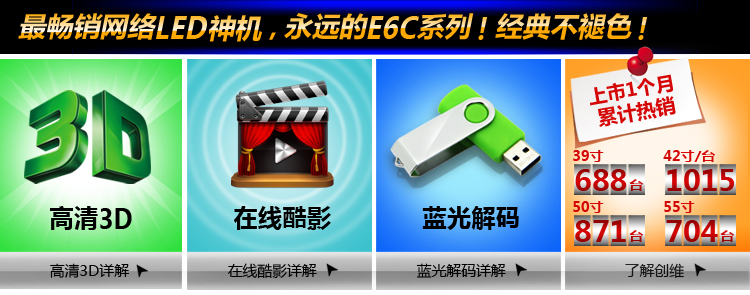 最畅销网络LED神机，永远的E6C系列！经典不褪色！
3D
高清3D
高清3D详解
在线酷影
在线酷影详解
蓝光解码
蓝光解码详解
上市1个月
累计热销
39寸
688台
42寸/台
1015
50寸
871台
55寸
704台
了解创维